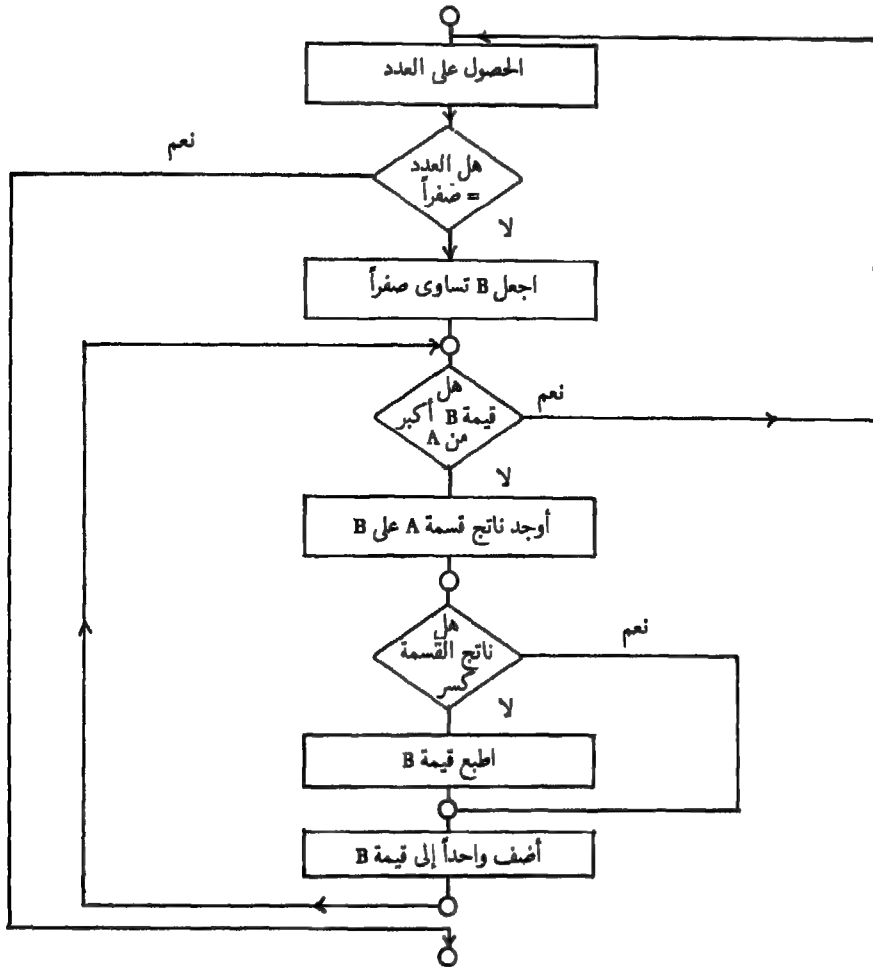 الحصول على العدد
نعم
هل العدد
= صفراً
لا
اجعل B تساوى صفراً
هل
قيمة B أكبر
من A
نعم
لا
أوجد ناتج قسمة A على B
هل
ناتج القسمة
كسر
نعم
لا
اطبع قيمة B
أضف واحداً إلى قيمة B